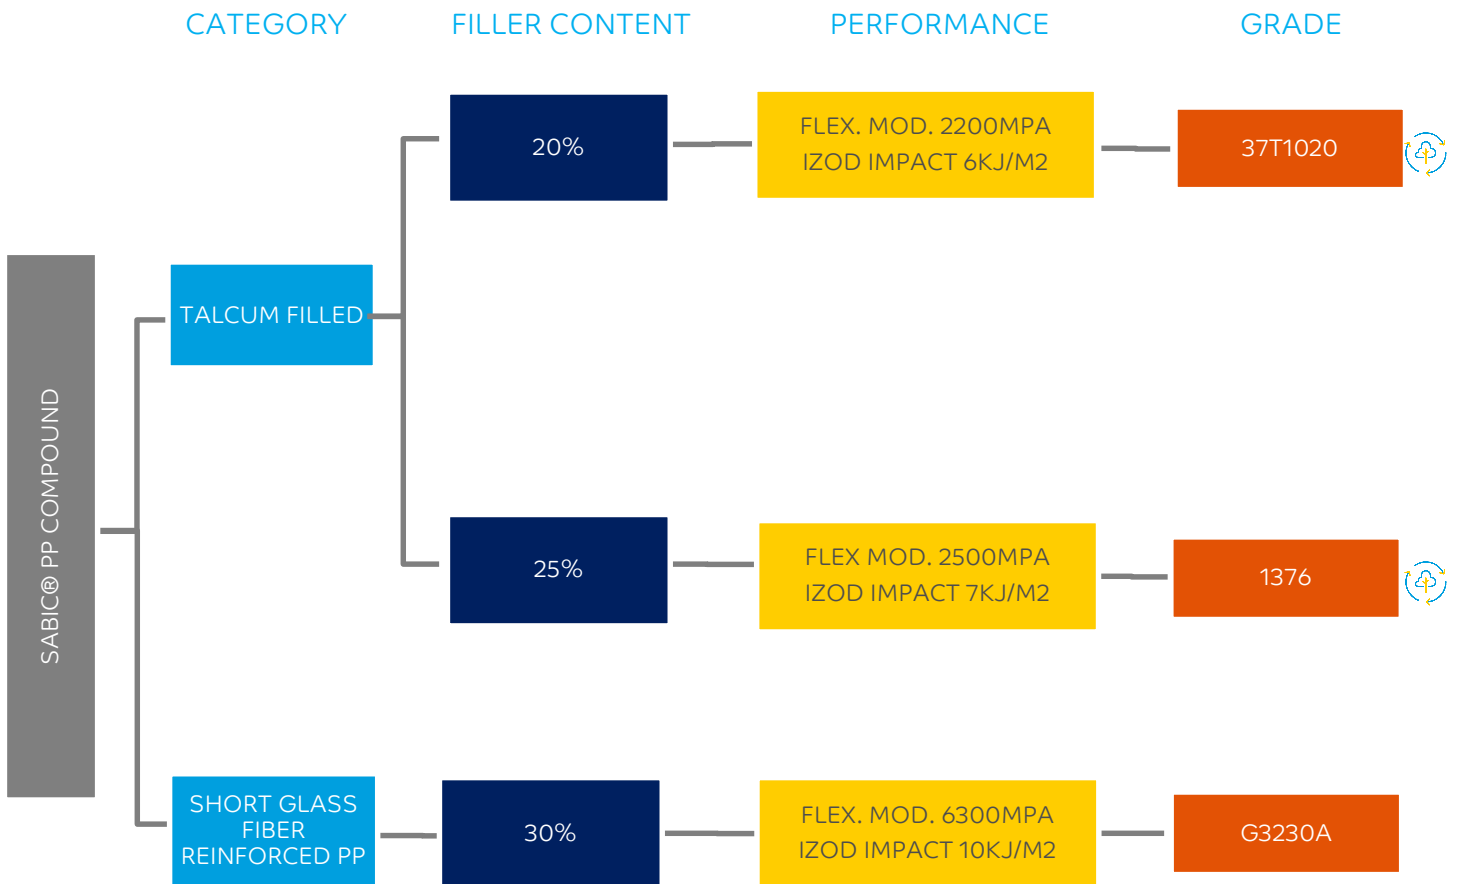 CATEGORY
FILLER CONTENT
PERFORMANCE
GRADE
SABIC® PP COMPOUND
TALCUM FILLED
20%
FLEX. MOD. 2200MPA
IZOD IMPACT 6KJ/M2
37T1020
25%
FLEX MOD. 2500MPA
IZOD IMPACT 7KJ/M2
1376
SHORT GLASS
FIBER
REINFORCED PP
30%
FLEX. MOD. 6300MPA
IZOD IMPACT 10KJ/M2
G3230A